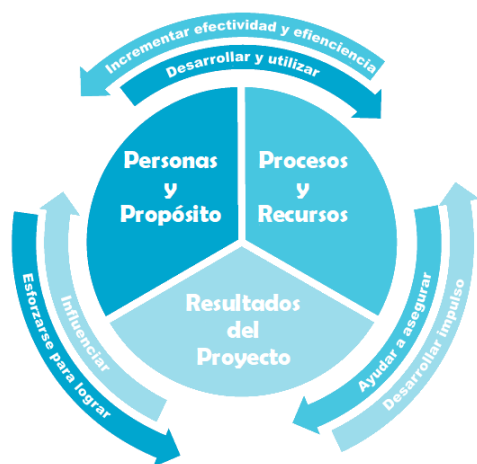 Incrementar efectividad y efienciencia
Desarrollar y utilizar
Personas
y
Propósito
Procesos
y
Recursos
Resultados
del
Proyecto
Esforzarse para lograr
Influenciar
Ayudar a asegurar
Desarrollar impulso